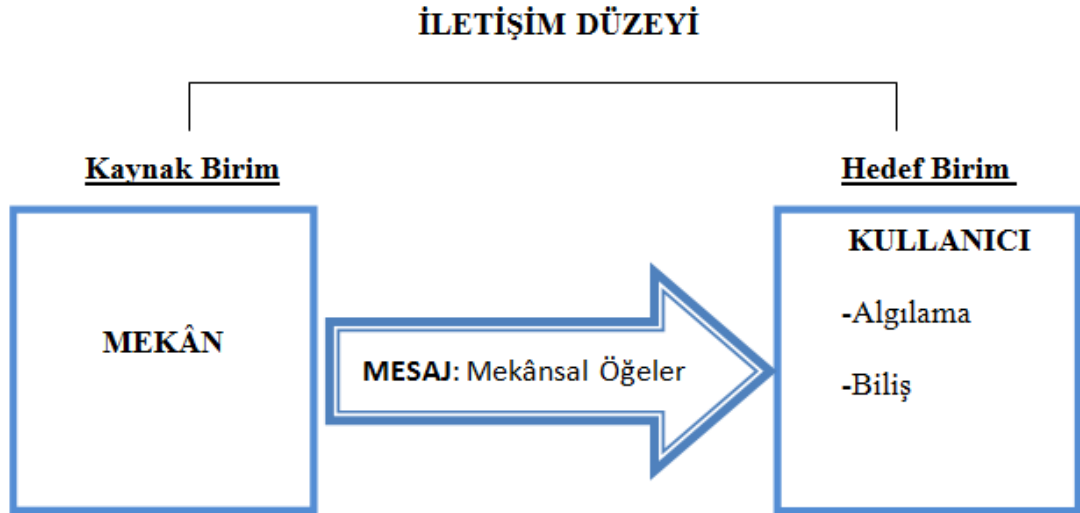 İLETİŞİM DÜZEYİ
Kaynak Birim
Hedef Birim
MEKÂN
MESAJ: Mekânsal Öğeler
KULLANICI
-Algılama
-Biliş